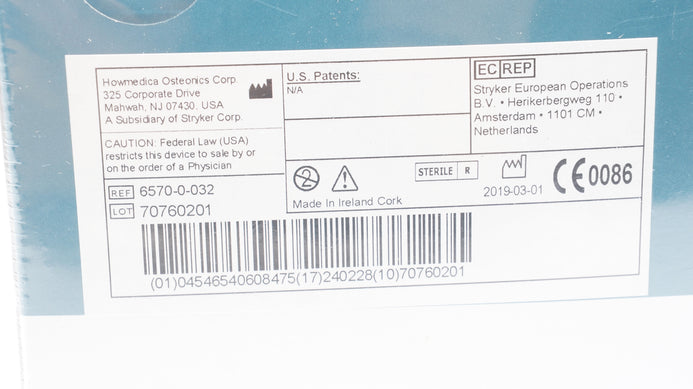 Howmedica Osteonics Corp.
325 Corporate Drive
Mahwah, NJ 07430, USA
A Subsidiary of Stryker Corp.
CAUTION: Federal Law (USA)
restricts this device to sale by or
on the order of a Physician
REF 6570-0-032
LOT 70760201
U.S. Patents:
N/A
EC REP
Stryker European Operations
B.V. • Herikerbergweg 110 •
Amsterdam • 1101 CM •
Netherlands
2
STERILE R
Made In Ireland Cork
2019-03-01
CE 0086
(01)04546540608475(17)240228(10)70760201